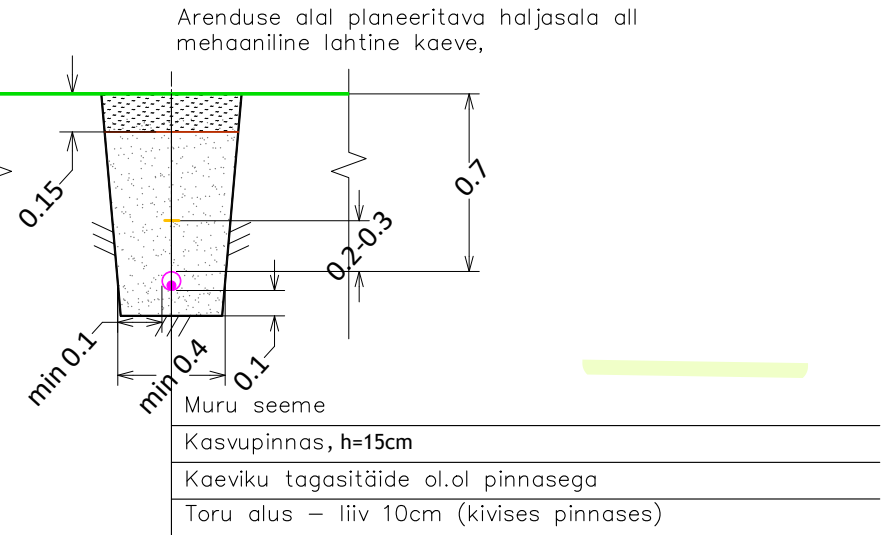 Arenduse alal planeeritava haljasala all
mehaaniline lahtine kaeve,
0.15
0.7
0.2-0.3
min 0.1
min 0.4
0.1
Muru seeme
Kasvupinnas, h=15cm
Kaeviku tagasitäide ol.ol pinnasega
Toru alus – liiv 10cm (kivises pinnases)